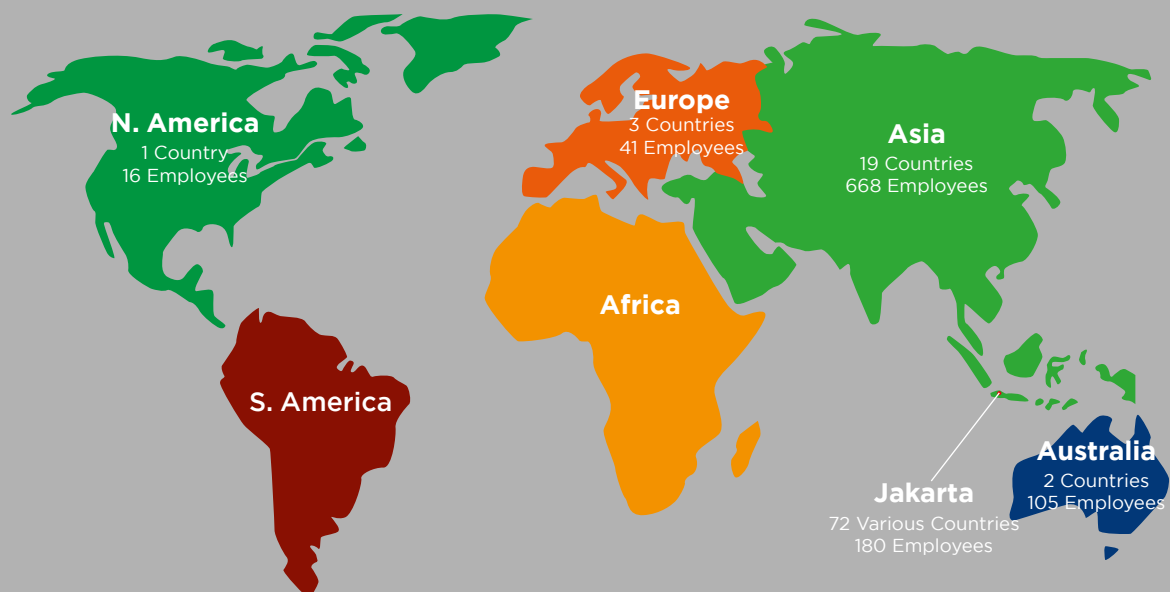 N. America
1 Country
16 Employees
Europe
3 Countries
41 Employees
Asia
19 Countries
668 Employees
Africa
S. America
Australia
2 Countries
105 Employees
Jakarta
72 Various Countries
180 Employees